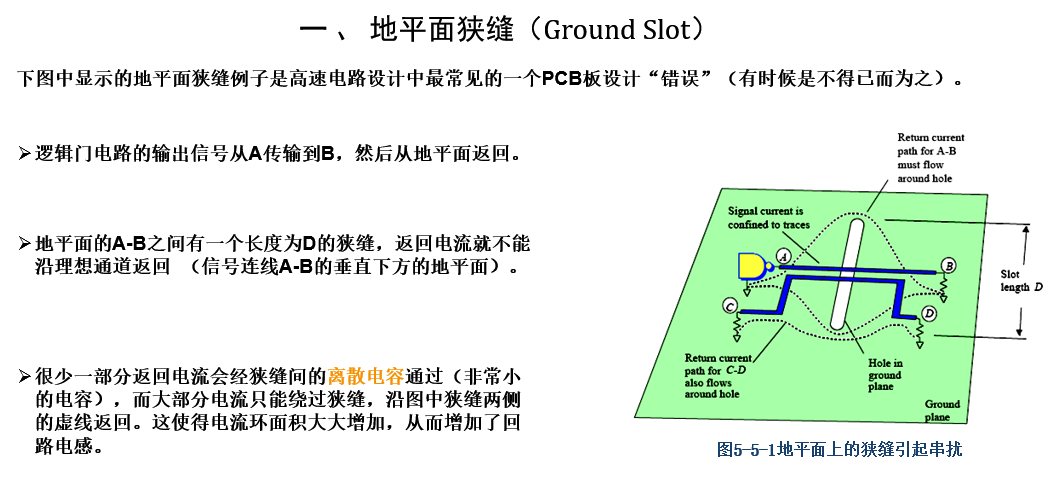 一 、 地平面狭缝（Ground Slot）
下图中显示的地平面狭缝例子是高速电路设计中最常见的一个PCB板设计“错误”（有时候是不得已而为之）。
➢逻辑门电路的输出信号从A传输到B，然后从地平面返回。
➢地平面的A-B之间有一个长度为D的狭缝，返回电流就不能
沿理想通道返回 （信号连线A-B的垂直下方的地平面）。
➢很少一部分返回电流会经狭缝间的离散电容通过（非常小
的电容），而大部分电流只能绕过狭缝，沿图中狭缝两侧
的虚线返回。这使得电流环面积大大增加，从而增加了回
路电感。
Return current
path for A-B
must flow
around hole
Signal current is
confined to traces
A
B
C
D
Slot
length D
Return current
path for C-D
also flows
around hole
Hole in
ground
plane
Ground
plane
图5-5-1地平面上的狭缝引起串扰